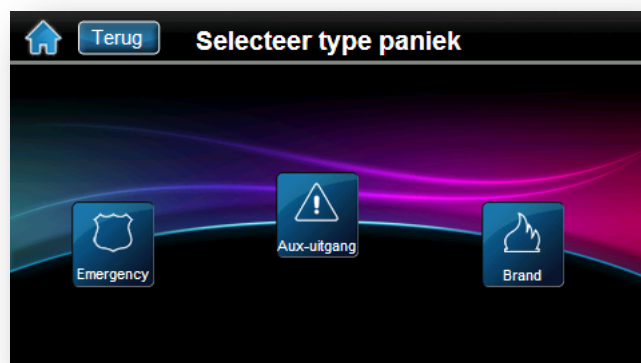 Terug
Selecteer type paniek
Aux-uitgang
Emergency
Brand